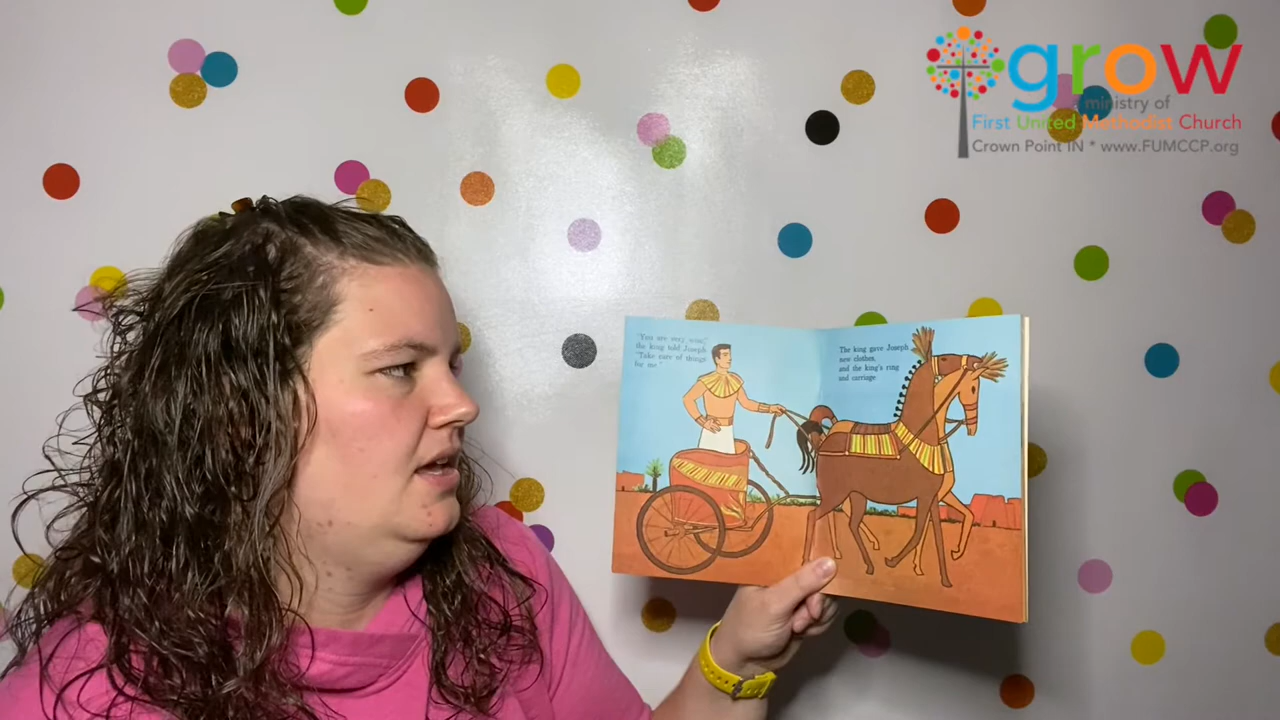 grow
ministry of
First United Methodist Church
Crown Point IN * www.FUMCCP.org
"You are very wise,"
the king told Joseph
"Take care of things
for me."
The king gave Joseph
new clothes,
and the king's ring
and carriage